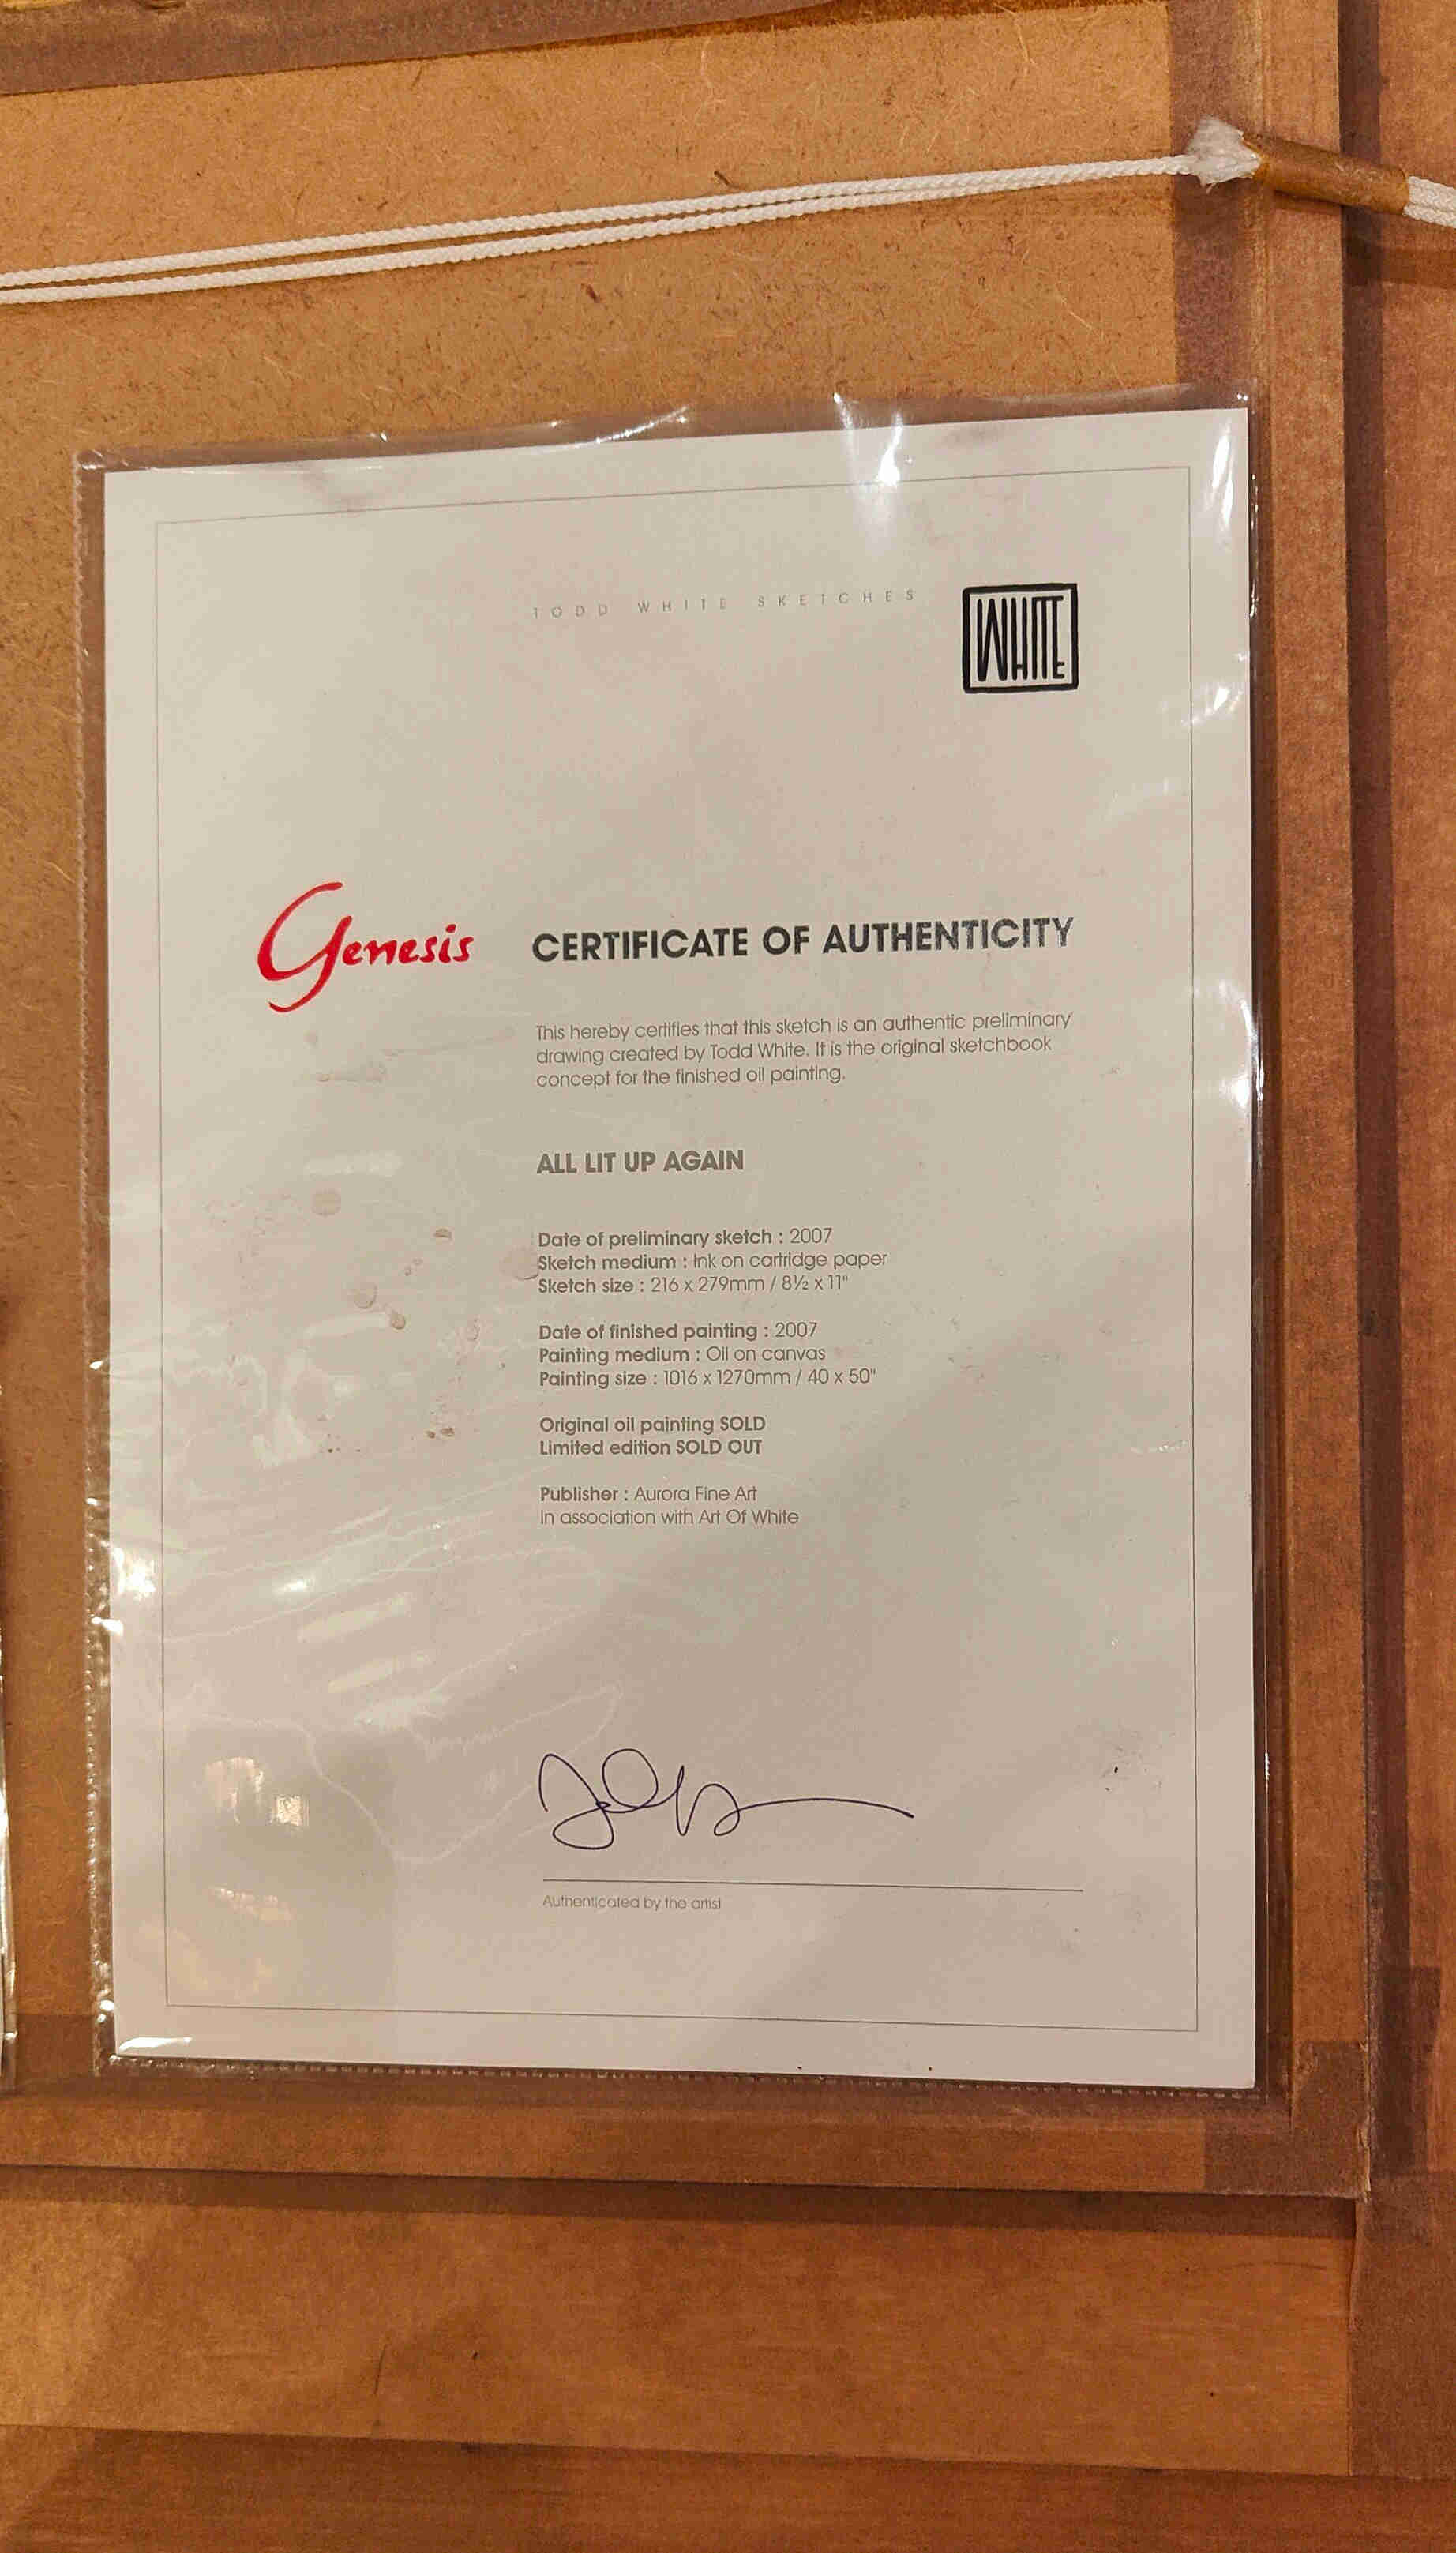 TODD WHITE SKETCHES
WHITE
Genesis
CERTIFICATE OF AUTHENTICITY
This hereby certifies that this sketch is an authentic preliminary
drawing created by Todd White. It is the original sketchbook
concept for the finished oil painting.
ALL LIT UP AGAIN
Date of preliminary sketch : 2007
Sketch medium : Ink on cartridge paper
Sketch size : 216 x 279mm / 8½ x 11"
Date of finished painting : 2007
Painting medium : Oil on canvas
Painting size : 1016 x 1270mm / 40 x 50"
Original oil painting SOLD
Limited edition SOLD OUT
Publisher : Aurora Fine Art
In association with Art Of White
Authenticated by the artist